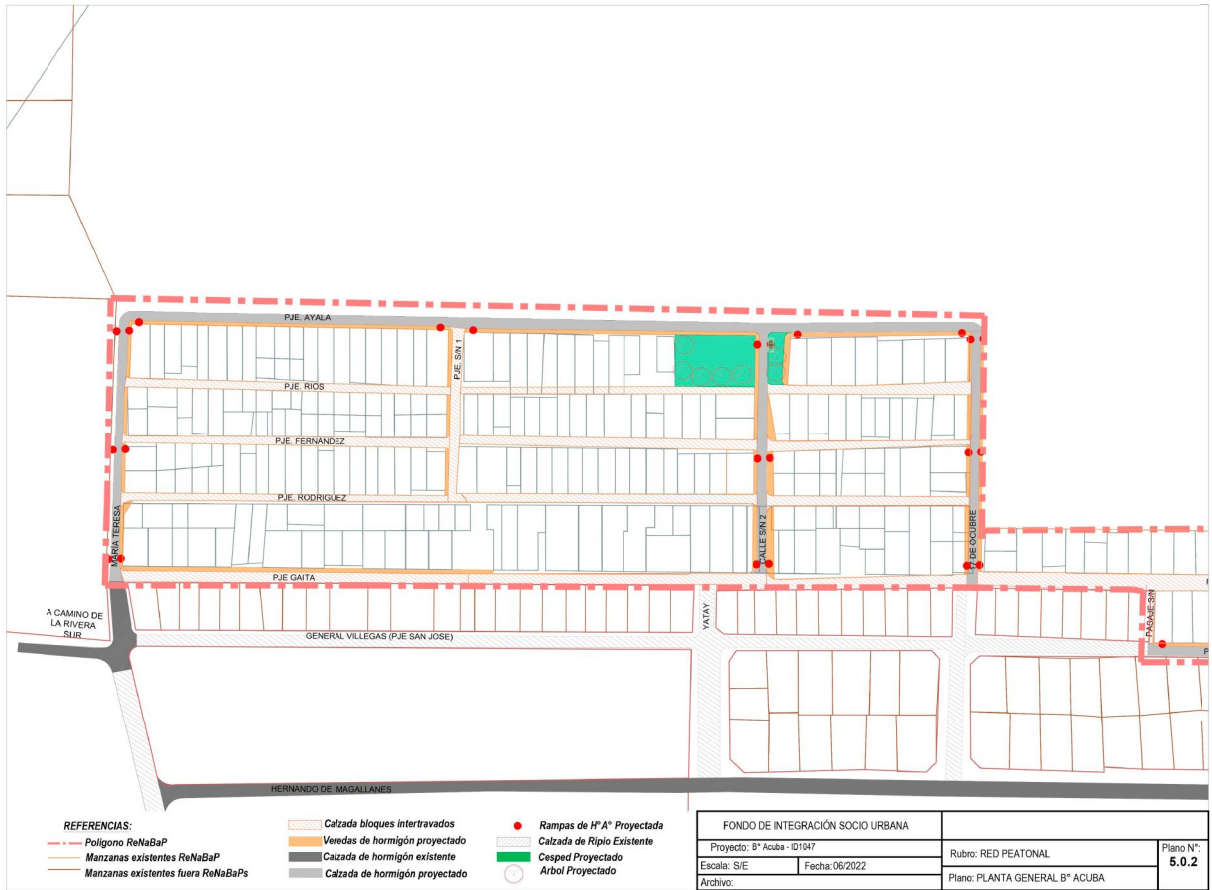 PJE. AYALA
PJE. S/N 1
PJE. RIOS
PJE. FERNANDEZ
PJE. RODRIGUEZ
MARÍA TERESA
CALLE S/N 2
17 DE OCUBRE
PJE GAITA
P
A CAMINO DE
LA RIVERA
SUR
GENERAL VILLEGAS (PJE SAN JOSE)
YATAY
PASAJE S/N
P
HERNANDO DE MAGALLANES
REFERENCIAS:
Poligono ReNaBaP
Manzanas existentes ReNaBaP
Manzanas existentes fuera ReNaBaPs
Calzada bloques intertravados
Veredas de hormigón proyectado
Calzada de hormigón existente
Calzada de hormigón proyectado
Rampas de H°A° Proyectada
Calzada de Ripio Existente
Cesped Proyectado
Arbol Proyectado
FONDO DE INTEGRACIÓN SOCIO URBANA
Proyecto: B° Acuba - ID1047
Escala: S/E
Fecha:06/2022
Archivo:
Rubro: RED PEATONAL
Plano: PLANTA GENERAL B° ACUBA
Plano N°:
5.0.2